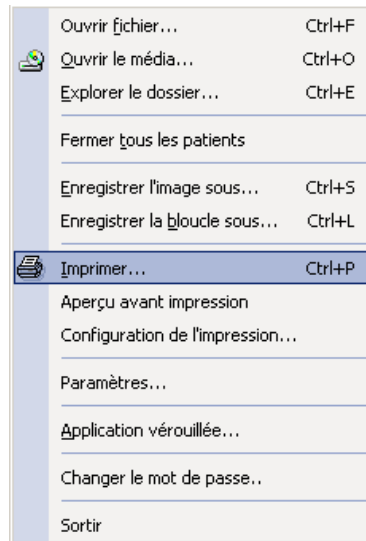 Ouvrir fichier... Ctrl+F
Ouvrir le média... Ctrl+O
Explorer le dossier... Ctrl+E
Fermer tous les patients
Enregistrer l'image sous... Ctrl+S
Enregistrer la bloucle sous... Ctrl+L
Imprimer... Ctrl+P
Aperçu avant impression
Configuration de l'impression...
Paramètres...
Application vérouillée...
Changer le mot de passe..
Sortir